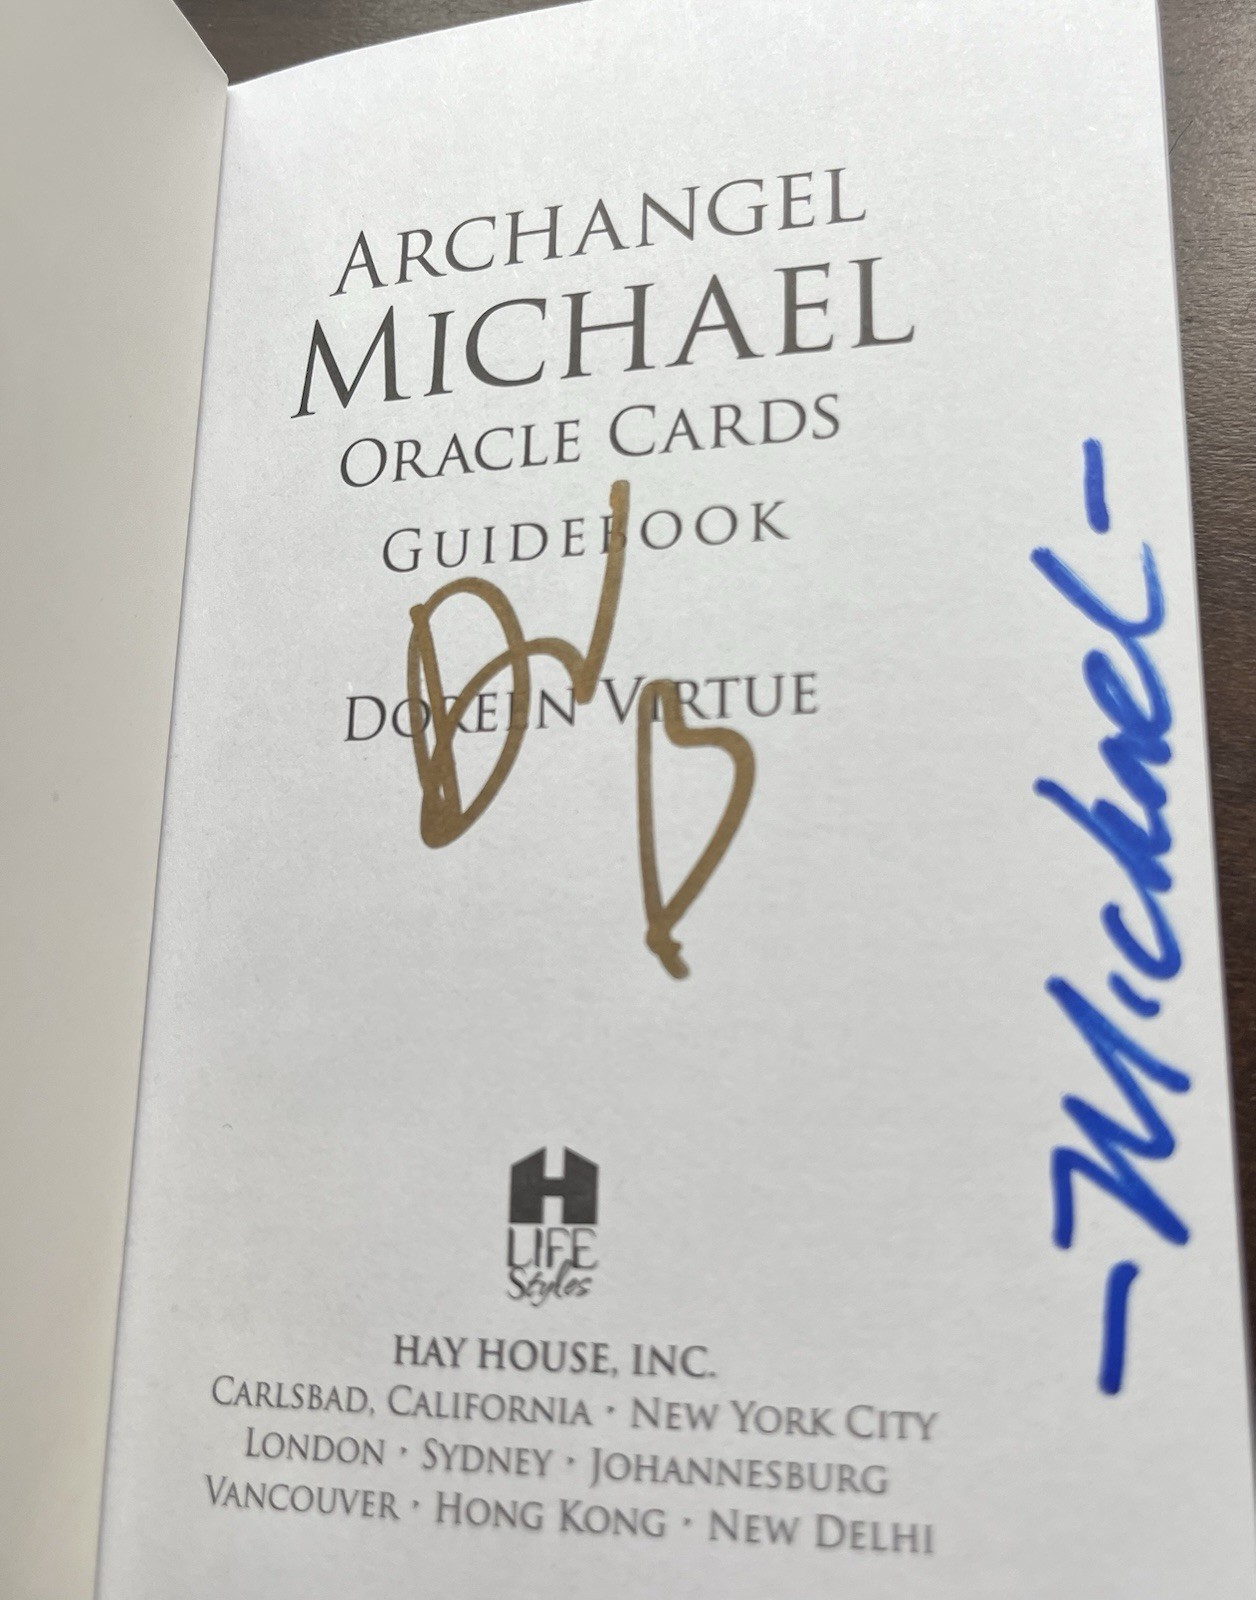 ARCHANGEL
MICHAEL
ORACLE CARDS
GUIDEBOOK
DOREEN VIRTUE
H
LIFE
Styles
HAY HOUSE, INC.
CARLSBAD, CALIFORNIA • NEW YORK CITY
LONDON • SYDNEY • JOHANNESBURG
VANCOUVER • HONG KONG • NEW DELHI
- Michael -